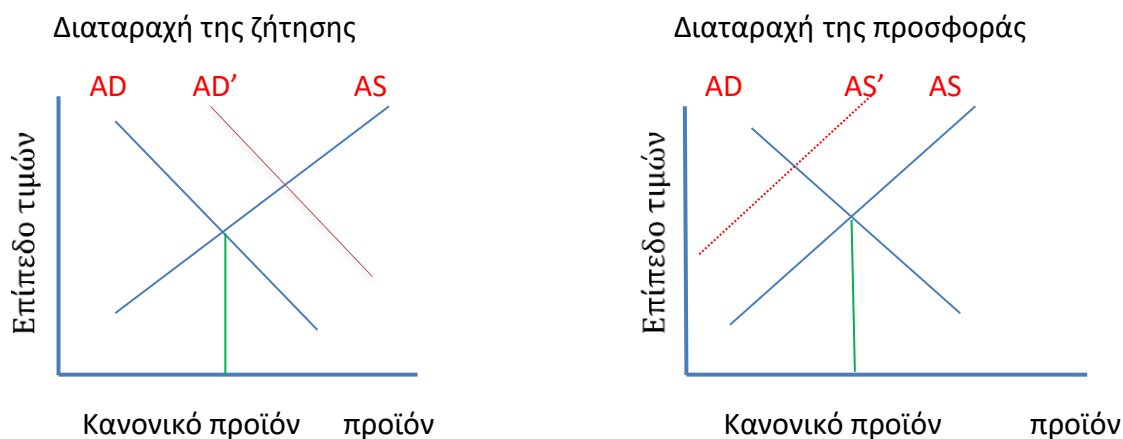 Διαταραχή της ζήτησης
AD AD’ AS
Επίπεδο τιμών
Κανονικό προϊόν προϊόν
Διαταραχή της προσφοράς
AD AS’ AS
Επίπεδο τιμών
Κανονικό προϊόν προϊόν